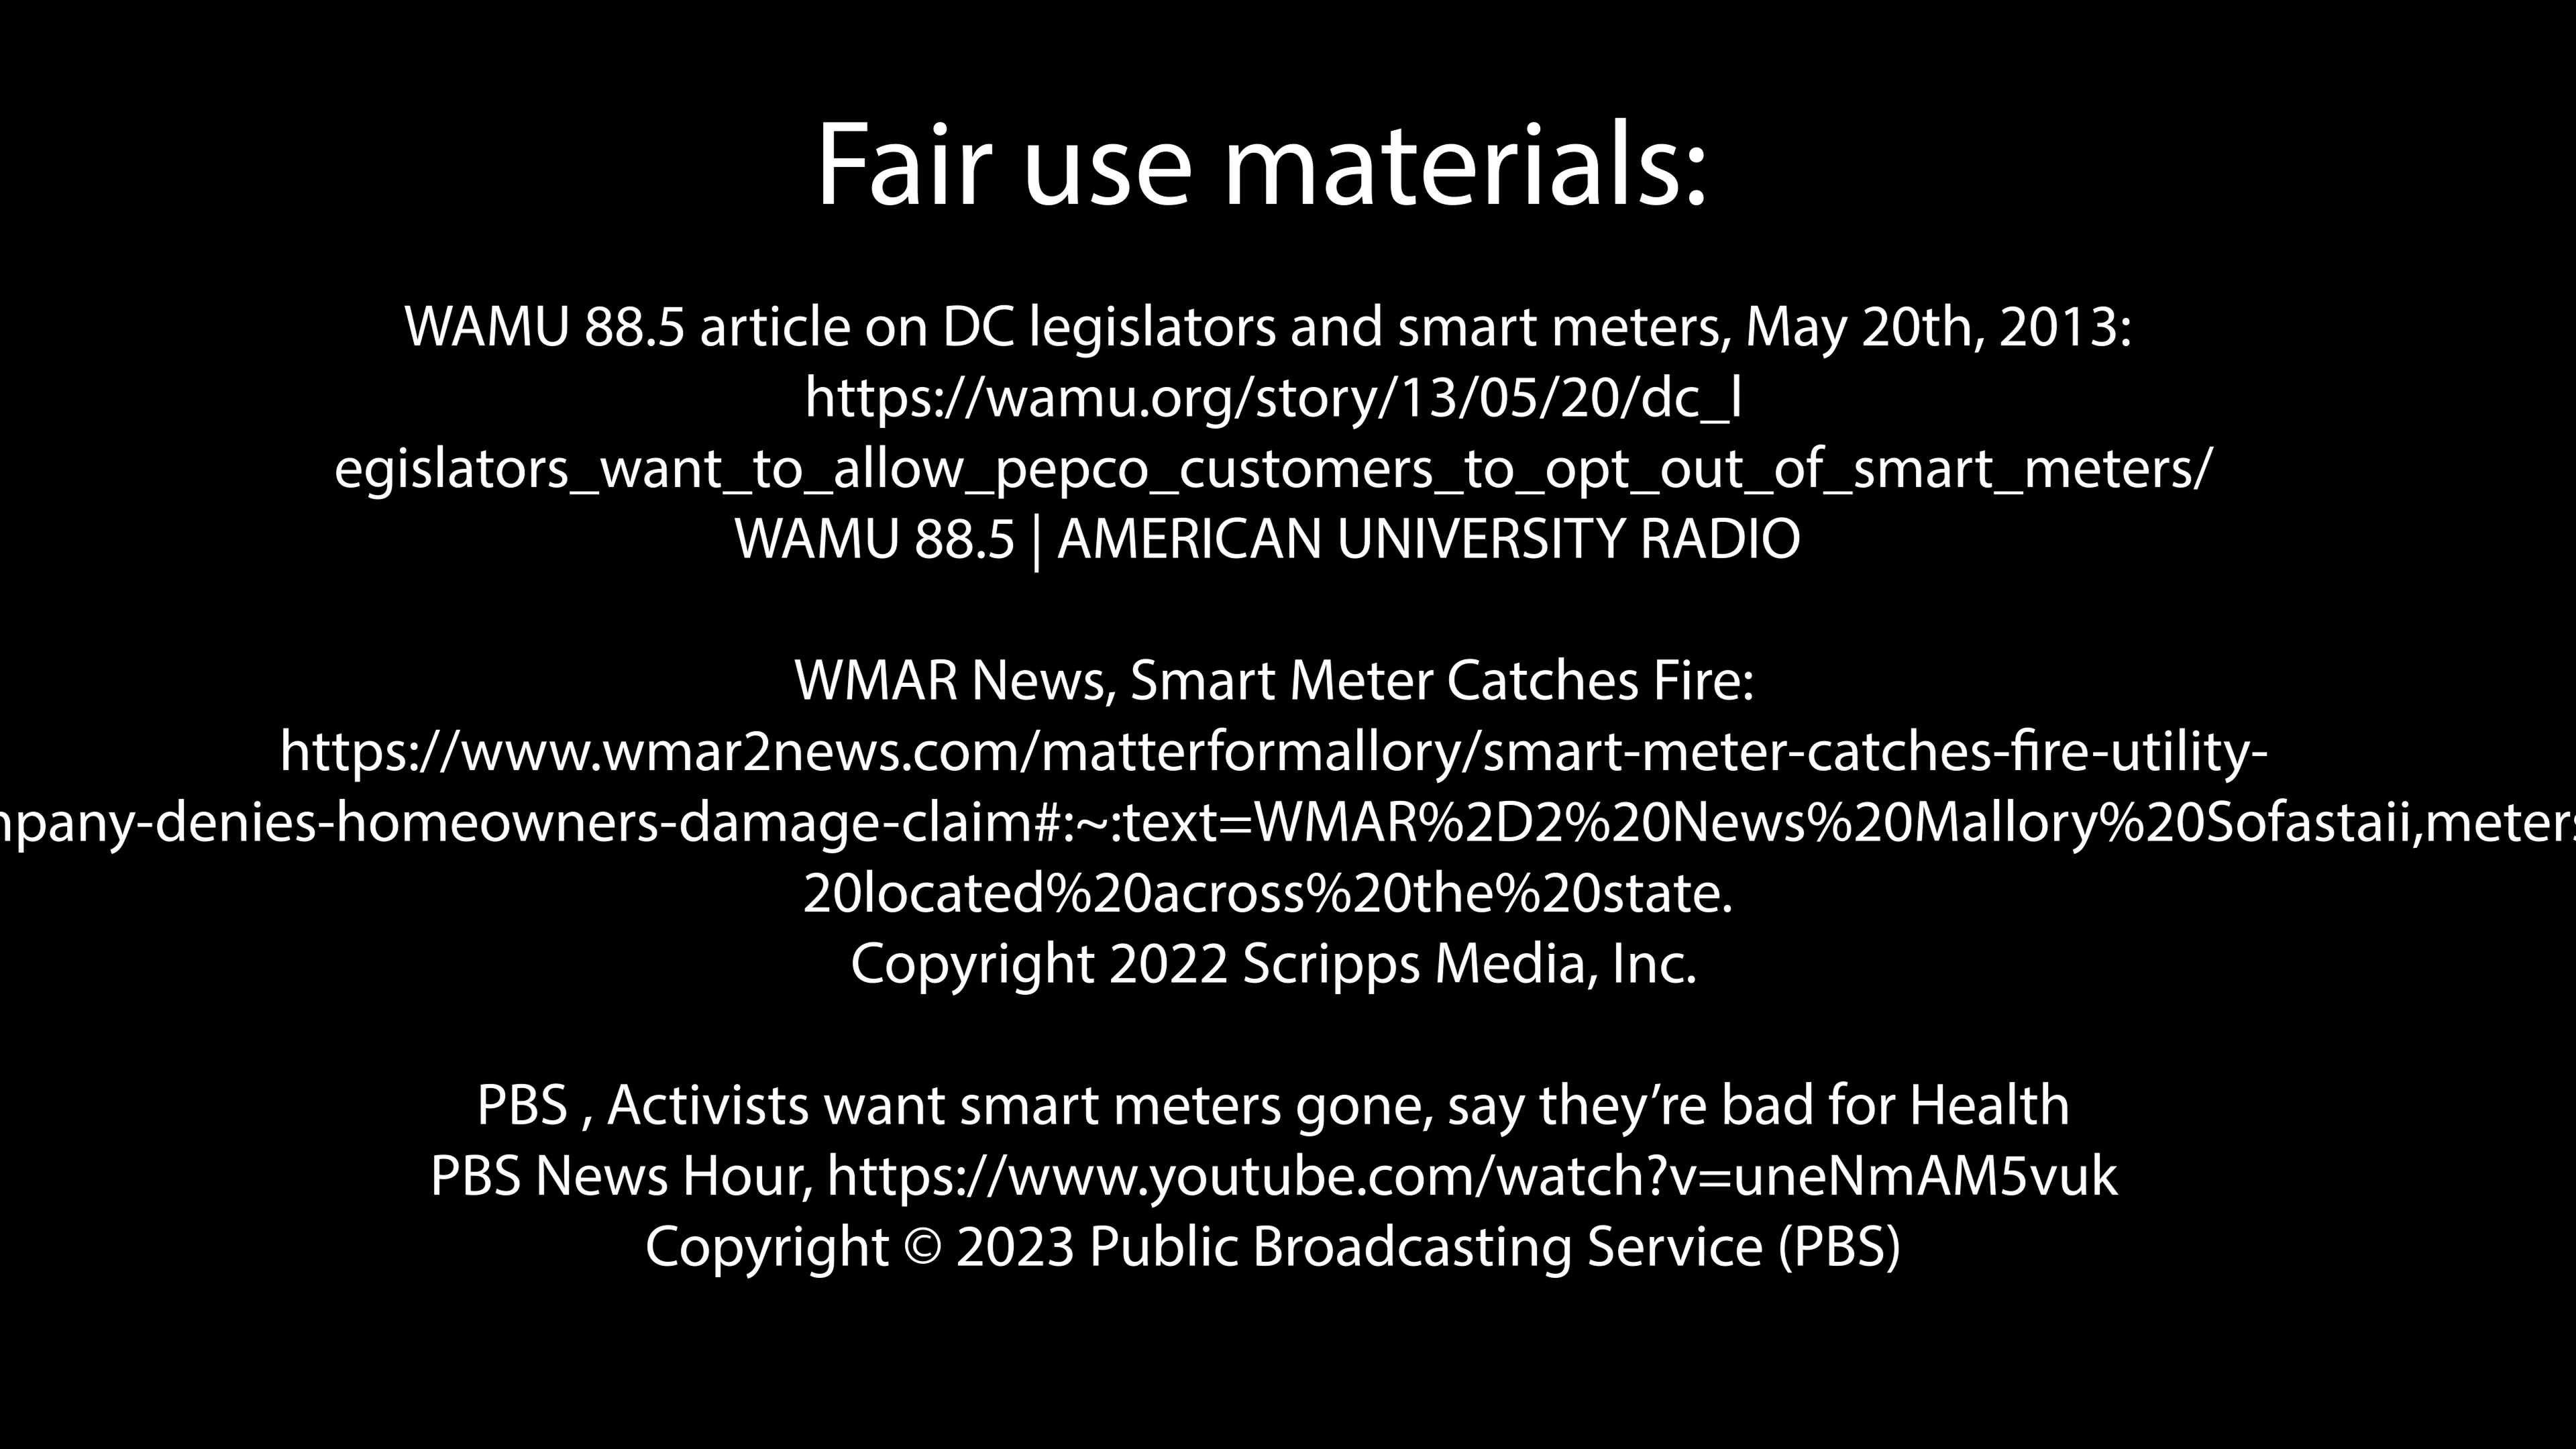 Fair use materials:
WAMU 88.5 article on DC legislators and smart meters, May 20th, 2013:
https://wamu.org/story/13/05/20/dc_l
egislators_want_to_allow_pepco_customers_to_opt_out_of_smart_meters/
WAMU 88.5 | AMERICAN UNIVERSITY RADIO
WMAR News, Smart Meter Catches Fire:
https://www.wmar2news.com/matterformallory/smart-meter-catches-fire-utility-
mpany-denies-homeowners-damage-claim#:~:text=WMAR%2D2%20News%20Mallory%20Sofastaii,meters
20located%20across%20the%20state.
Copyright 2022 Scripps Media, Inc.
PBS , Activists want smart meters gone, say they’re bad for Health
PBS News Hour, https://www.youtube.com/watch?v=uneNmAM5vuk
Copyright © 2023 Public Broadcasting Service (PBS)